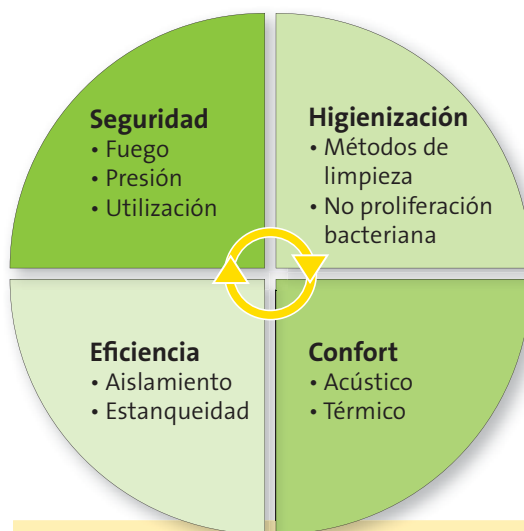 Seguridad
• Fuego
• Presión
• Utilización
Higienización
• Métodos de
limpieza
• No proliferación
bacteriana
Eficiencia
• Aislamiento
• Estanqueidad
Confort
• Acústico
• Térmico